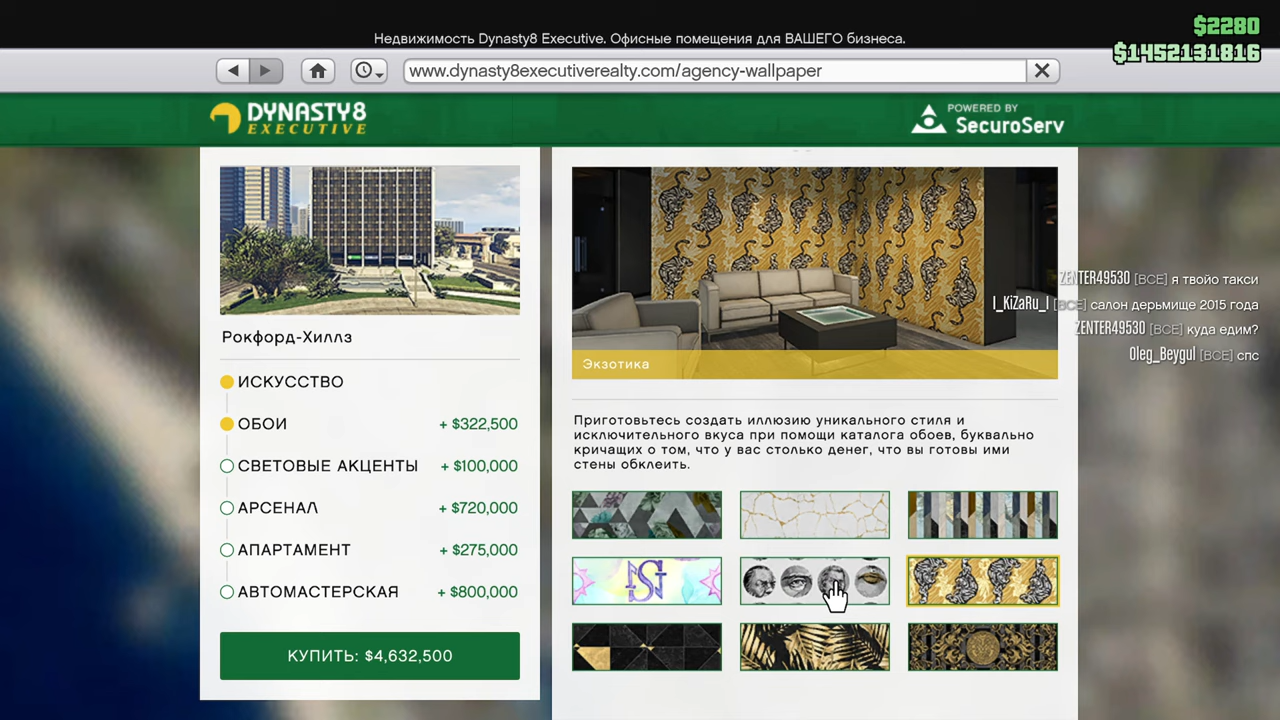 $2280
Недвижимость Dynasty8 Executive. Офисные помещения для ВАШЕГО бизнеса.
$1452131816
www.dynasty8executiverealty.com/agency-wallpaper
DYNASTY8
EXECUTIVE
POWERED BY
SecuroServ
Рокфорд-Хиллз
ИСКУССТВО
ОБОИ + $322,500
СВЕТОВЫЕ АКЦЕНТЫ + $100,000
АРСЕНАЛ + $720,000
АПАРТАМЕНТ + $275,000
АВТОМАСТЕРСКАЯ + $800,000
КУПИТЬ: $4,632,500
Экзотика
Приготовьтесь создать иллюзию уникального стиля и
исключительного вкуса при помощи каталога обоев, буквально
кричащих о том, что у вас столько денег, что вы готовы ими
стены обклеить.
ZENTER49530 [ВСЕ] я твойо такси
I_KiZaRu_I [ВСЕ] салон дерьмище 2015 года
ZENTER49530 [ВСЕ] куда едим?
Oleg_Beygul [ВСЕ] спс